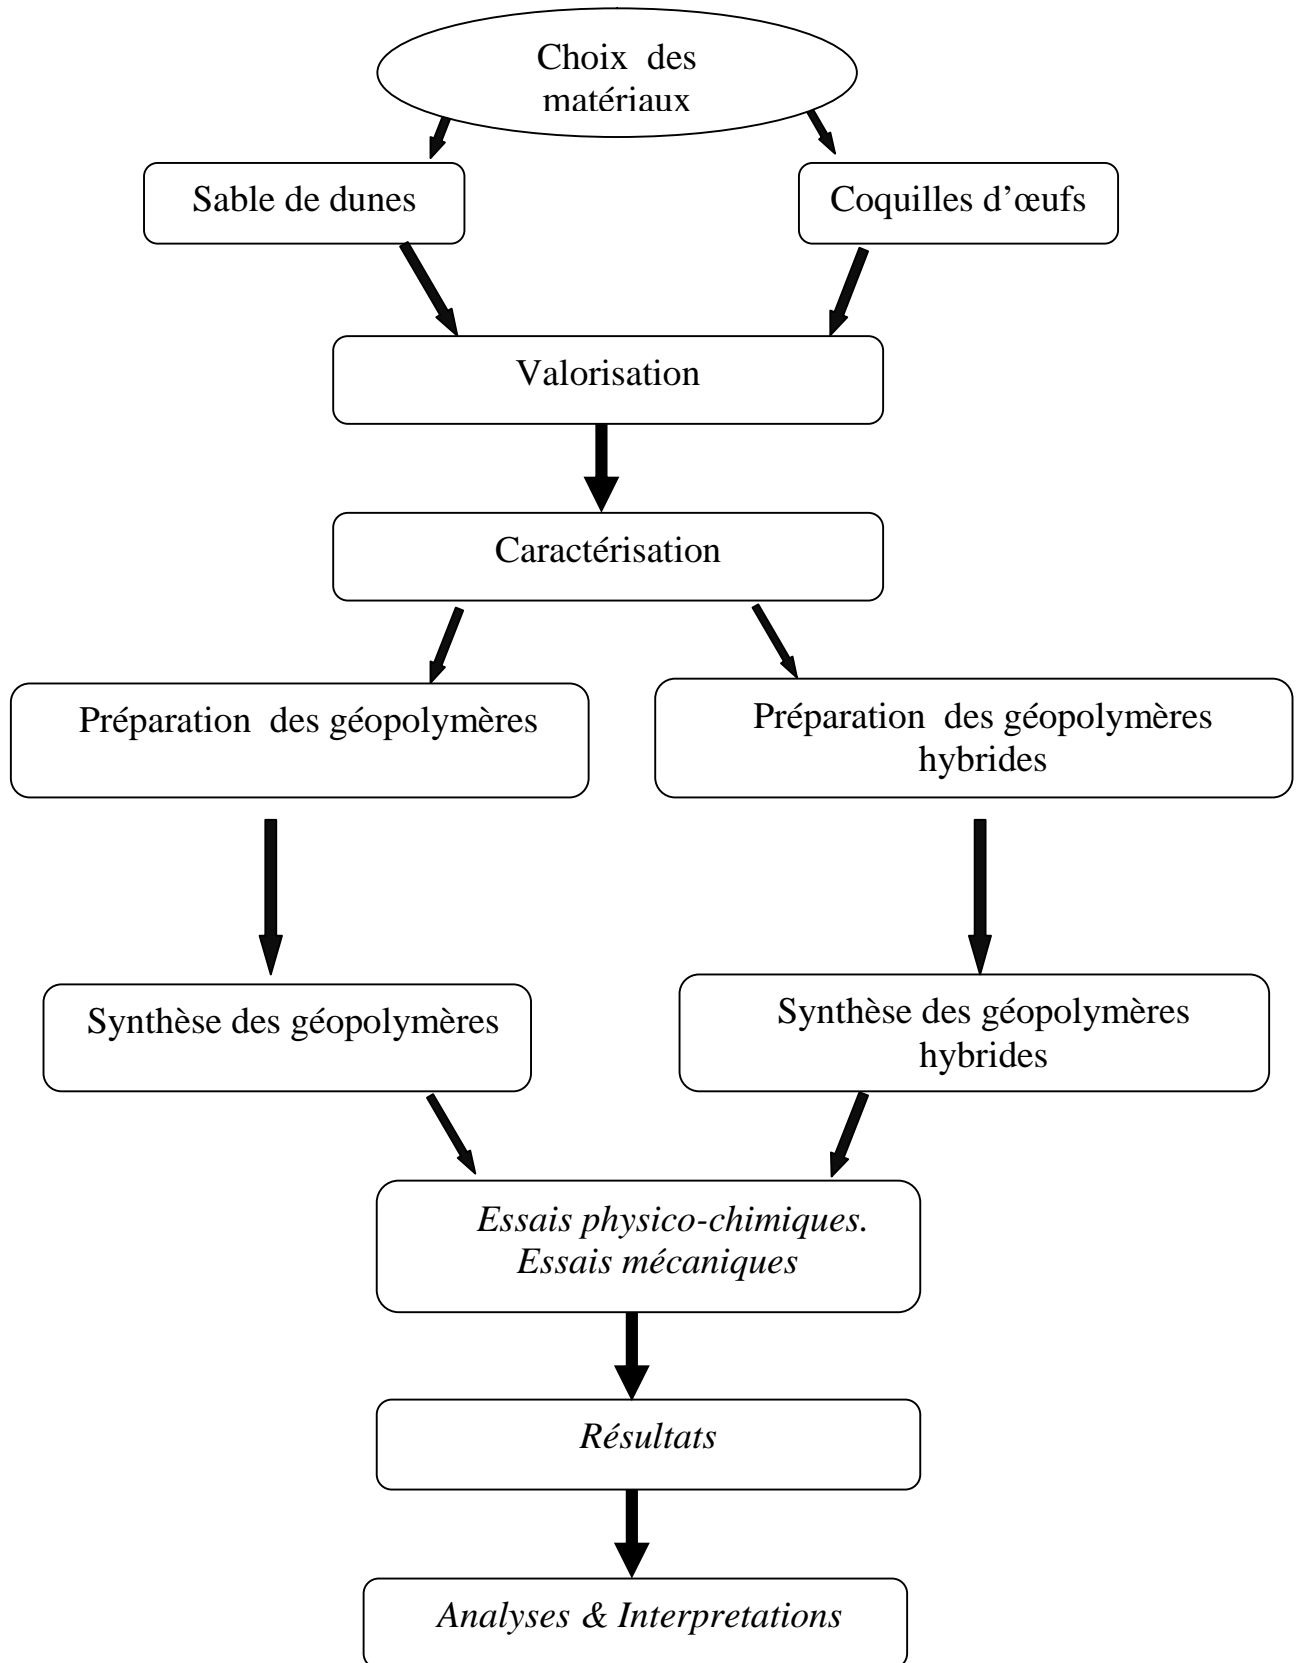 Choix  des
matériaux
Sable de dunes
Coquilles d’œufs
Valorisation
Caractérisation
Préparation  des géopolymères
Préparation  des géopolymères
hybrides
Synthèse des géopolymères
Synthèse des géopolymères
hybrides
Essais physico-chimiques.
Essais mécaniques
Résultats
Analyses & Interpretations